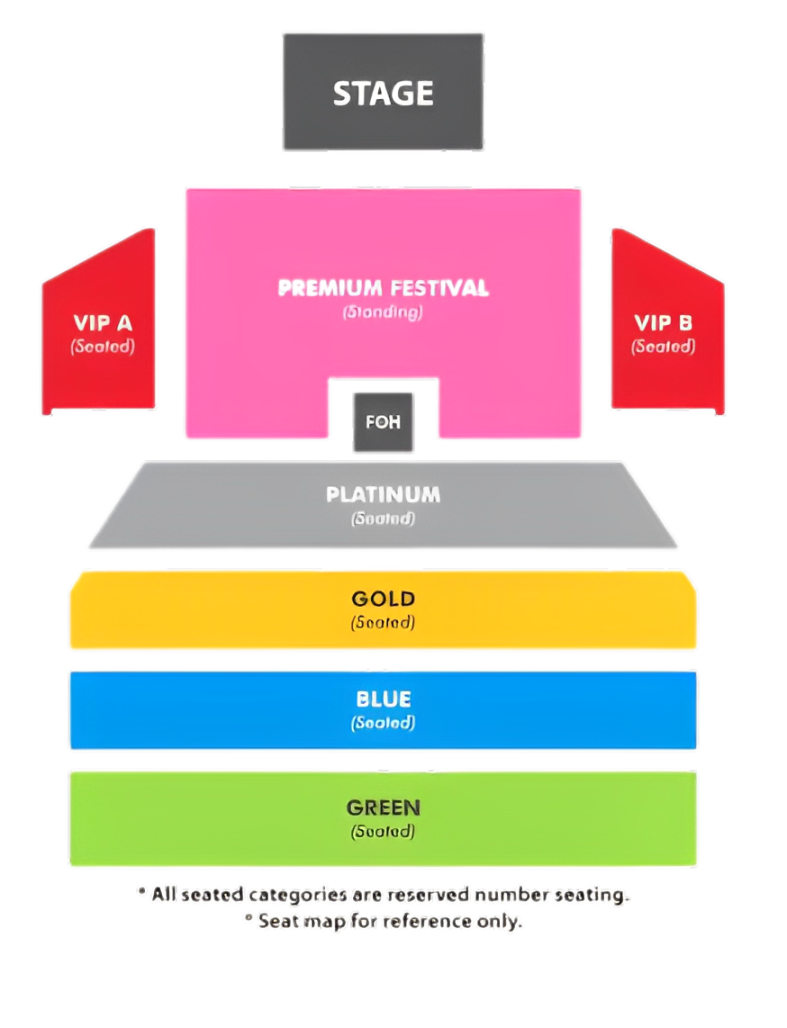 STAGE
PREMIUM FESTIVAL
(Standing)
VIP A
(Seated)
VIP B
(Seated)
FOH
PLATINUM
(Seated)
GOLD
(Seated)
BLUE
(Seated)
GREEN
(Seated)
* All seated categories are reserved number seating.
* Seat map for reference only.